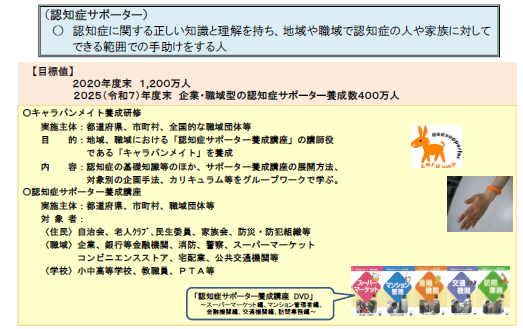 （認知症サポーター）
○ 認知症に関する正しい知識と理解を持ち、地域や職域で認知症の人や家族に対して
できる範囲での手助けをする人
【目標値】
2020年度末 1,200万人
2025（令和7）年度末 企業・職域型の認知症サポーター養成数400万人
○キャラバンメイト養成研修
実施主体：都道府県、市町村、全国的な職域団体等
目 的：地域、職域における「認知症サポーター養成講座」の講師役
である「キャラバンメイト」を養成
内 容：認知症の基礎知識等のほか、サポーター養成講座の展開方法、
対象別の企画手法、カリキュラム等をグループワークで学ぶ。
○認知症サポーター養成講座
実施主体：都道府県、市町村、職域団体等
対 象 者：
〈住民〉自治会、老人クラブ、民生委員、家族会、防災・防犯組織等
〈職域〉企業、銀行等金融機関、消防、警察、スーパーマーケット
コンビニエンスストア、宅配業、公共交通機関等
〈学校〉小中高等学校、教職員、ＰＴＡ等
スーパーマーケット
マンション管理
金融機関
交通機関
訪問業務
「認知症サポーター養成講座 DVD」
～スーパーマーケット編、マンション管理者編、
金融機関編、交通機関編、訪問業務編～